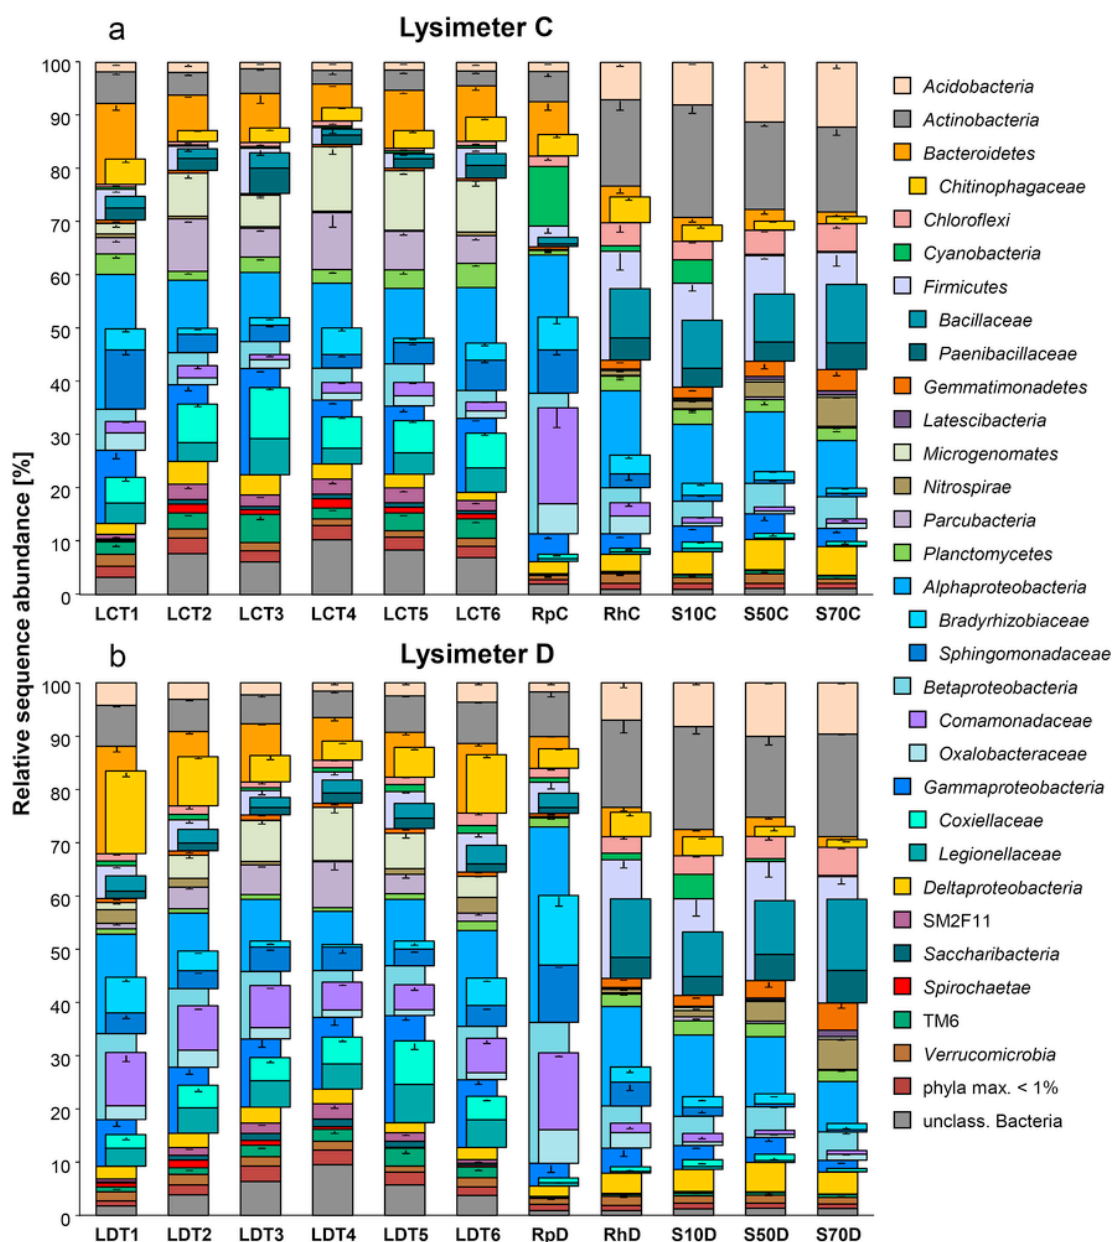 a
Lysimeter C
100
90
80
70
60
50
40
30
20
10
0
LCT1 LCT2 LCT3 LCT4 LCT5 LCT6 RpC RhC S10C S50C S70C
b
Lysimeter D
100
90
80
70
60
50
40
30
20
10
0
LDT1 LDT2 LDT3 LDT4 LDT5 LDT6 RpD RhD S10D S50D S70D
Relative sequence abundance [%]
Acidobacteria
Actinobacteria
Bacteroidetes
Chitinophagaceae
Chloroflexi
Cyanobacteria
Firmicutes
Bacillaceae
Paenibacillaceae
Gemmatimonadetes
Latescibacteria
Microgenomates
Nitrospirae
Parcubacteria
Planctomycetes
Alphaproteobacteria
Bradyrhizobiaceae
Sphingomonadaceae
Betaproteobacteria
Comamonadaceae
Oxalobacteraceae
Gammaproteobacteria
Coxiellaceae
Legionellaceae
Deltaproteobacteria
SM2F11
Saccharibacteria
Spirochaetae
TM6
Verrucomicrobia
phyla max. < 1%
unclass. Bacteria